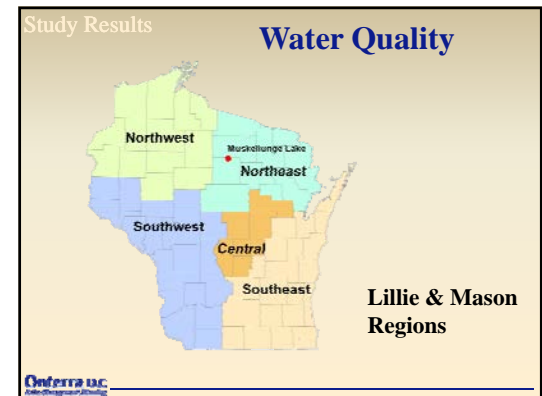 Study Results
Water Quality
Northwest
Muskellunge Lake
Northeast
Southwest
Central
Southeast
Lillie & Mason
Regions
Onterra LLC